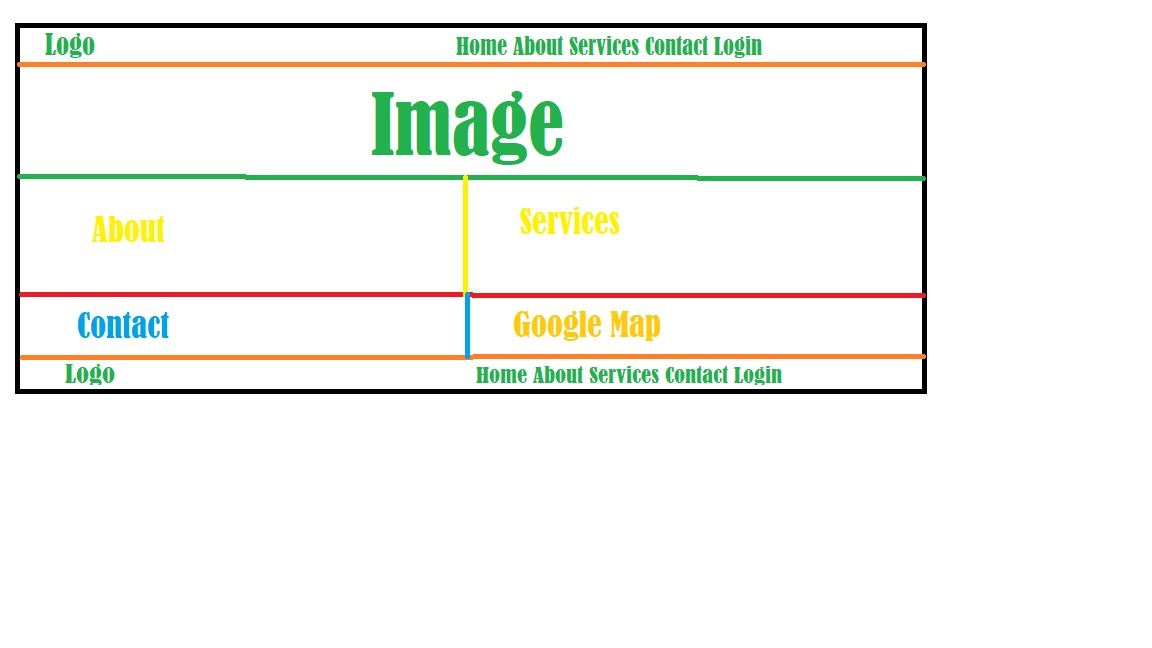 Logo
Home About Services Contact Login
Image
About
Services
Contact
Google Map
Logo
Home About Services Contact Login